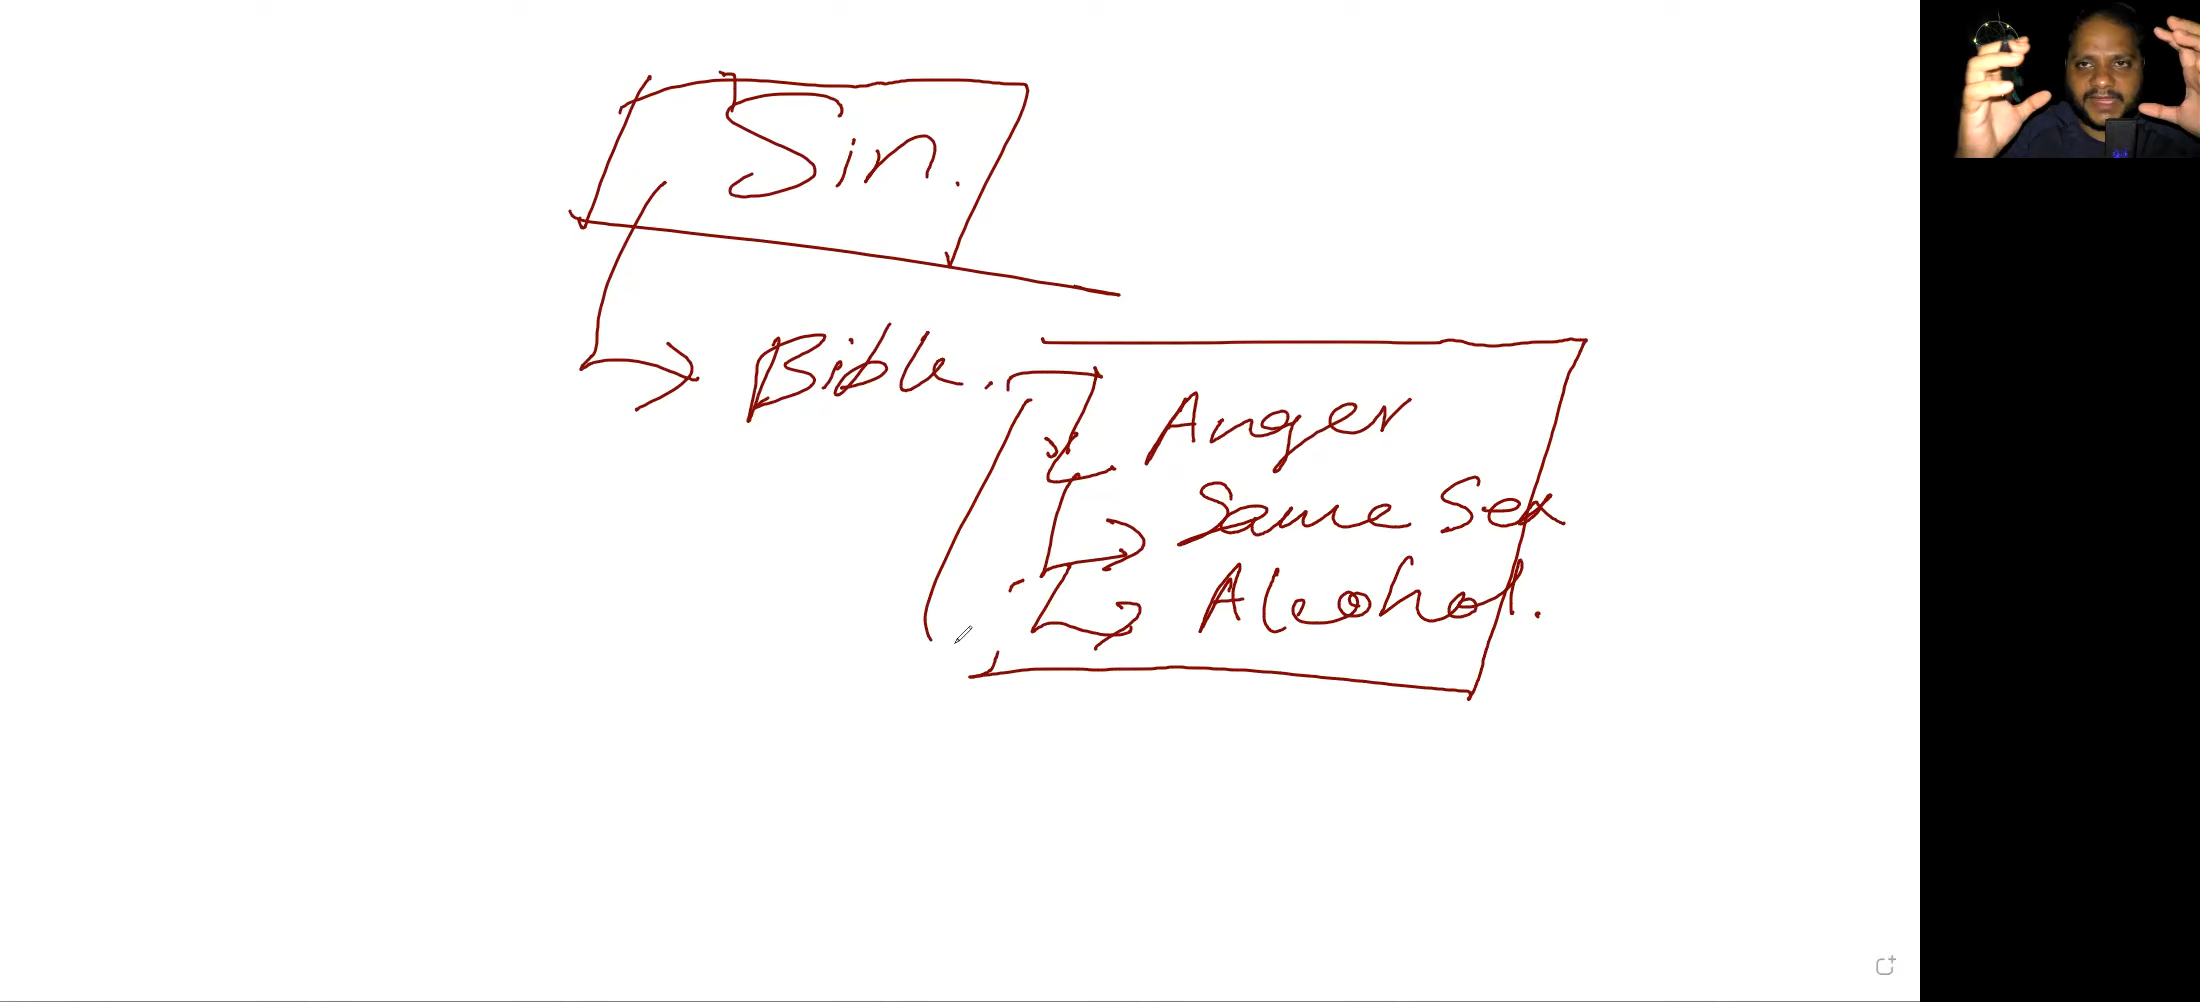 Sin.
Bible.
Anger
Same Sex
Alcohol.